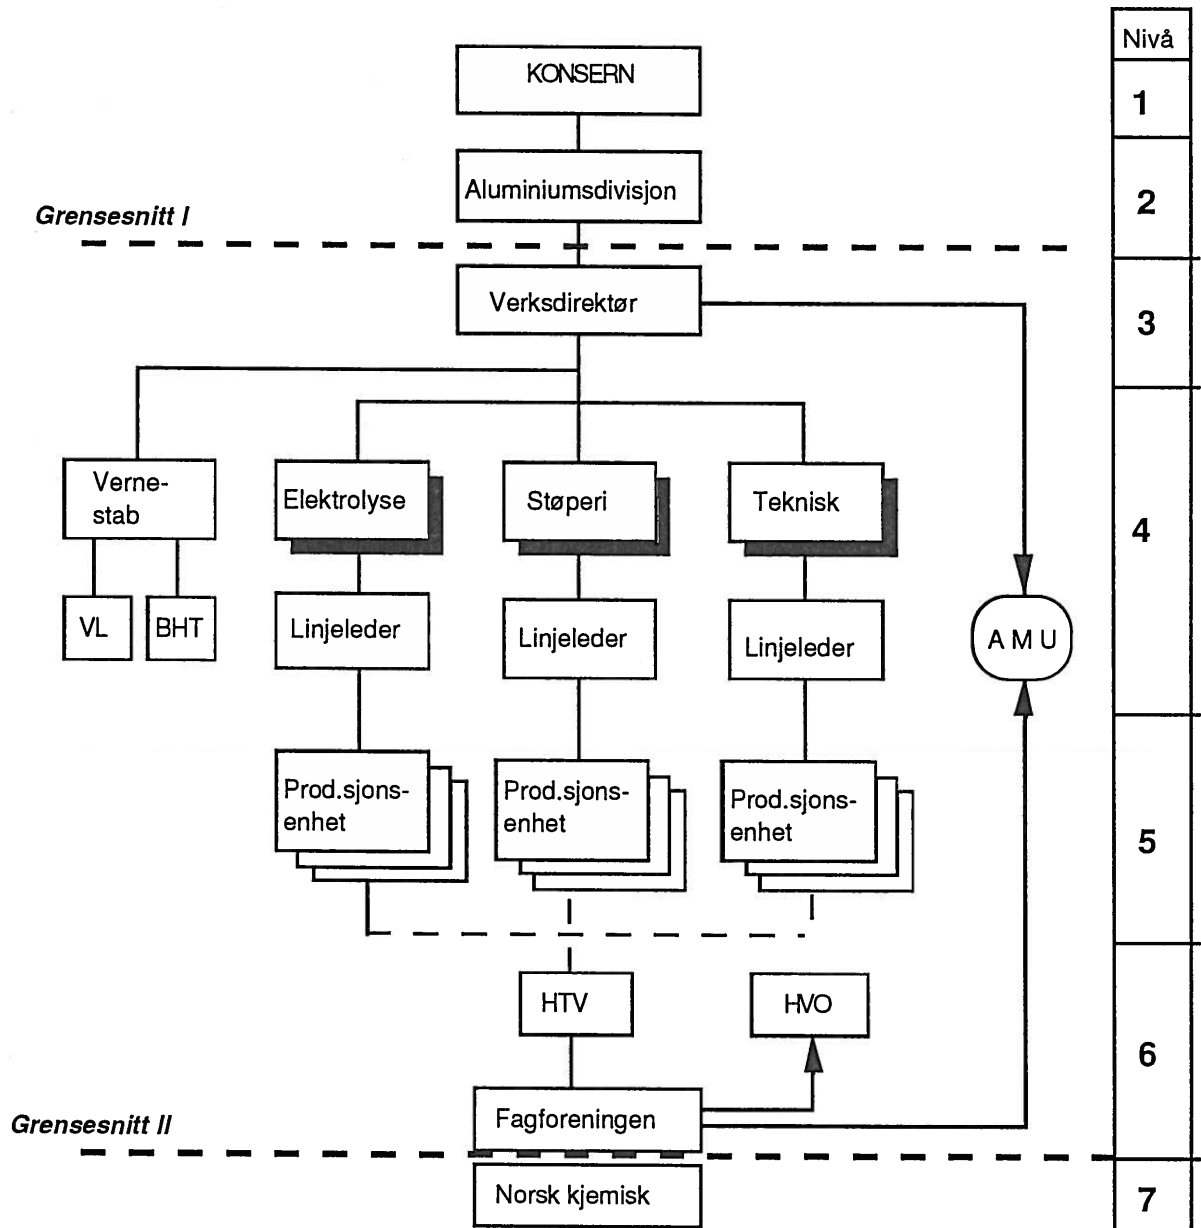 Nivå
KONSERN
1
Aluminiumsdivisjon
2
Grensesnitt I
Verksdirektør
3
Verne-
stab
Elektrolyse
Støperi
Teknisk
4
VL
BHT
Linjeleder
Linjeleder
Linjeleder
A M U
Prod.sjons-
enhet
Prod.sjons-
enhet
Prod.sjons-
enhet
5
HTV
HVO
6
Fagforeningen
Grensesnitt II
Norsk kjemisk
7